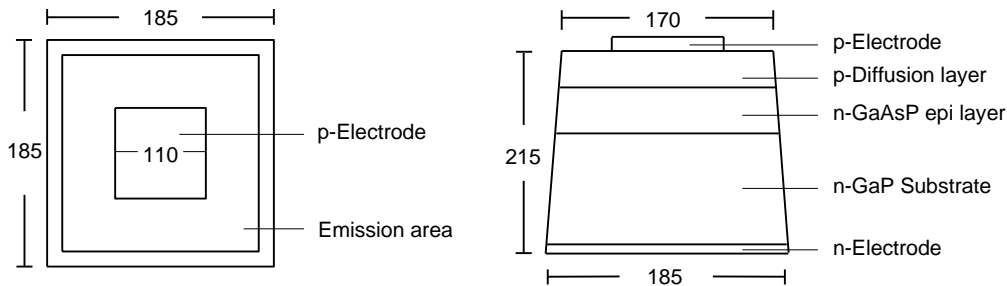 185
185
p-Electrode
110
Emission area
170
p-Electrode
p-Diffusion layer
n-GaAsP epi layer
215
n-GaP Substrate
n-Electrode
185